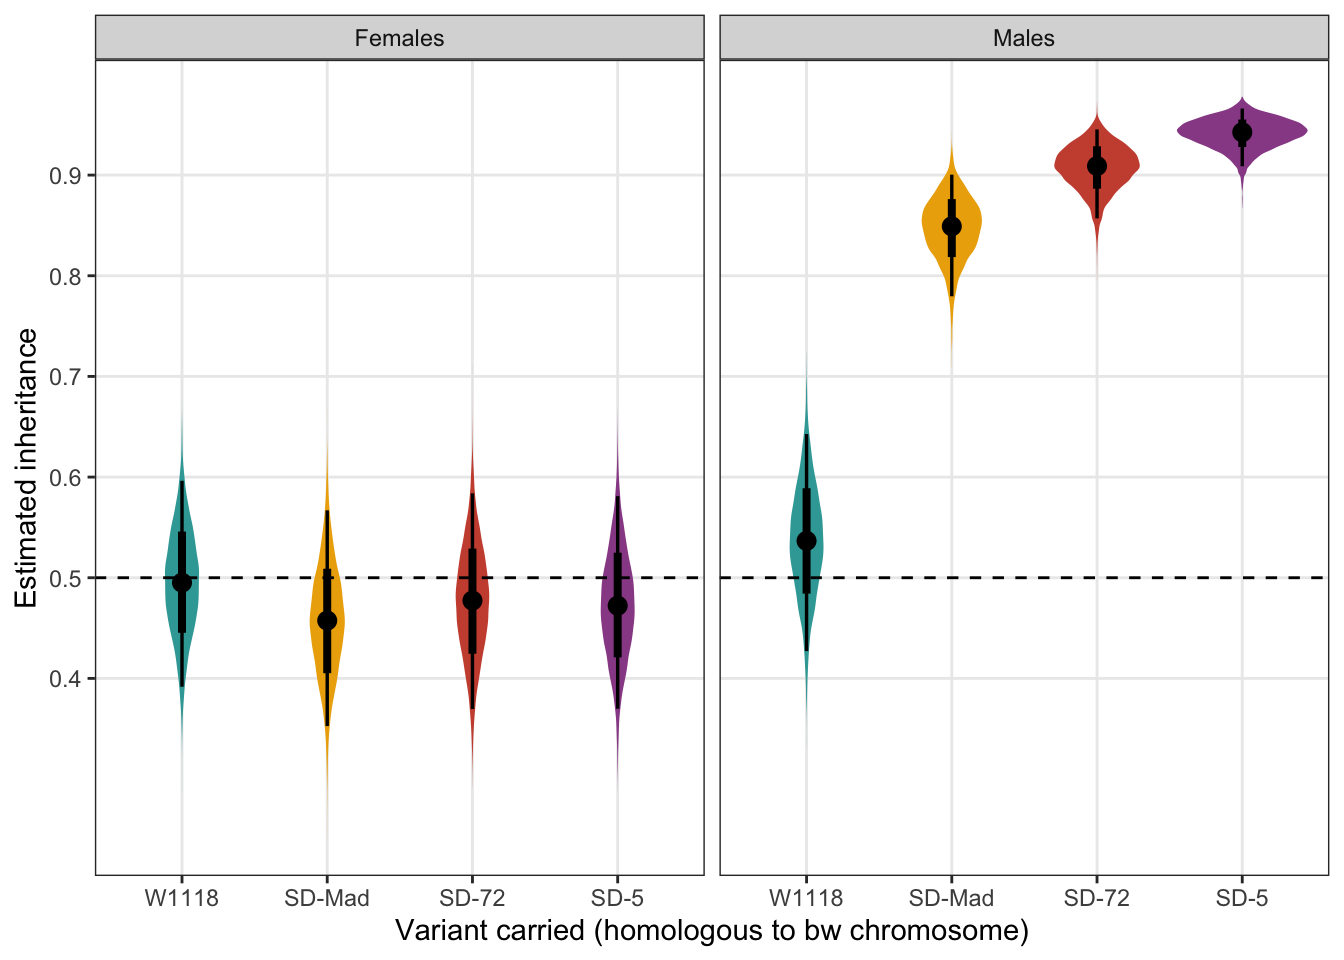 Females
Males
Estimated inheritance
0.9
0.8
0.7
0.6
0.5
0.4
W1118 SD-Mad SD-72 SD-5
W1118 SD-Mad SD-72 SD-5
Variant carried (homologous to bw chromosome)